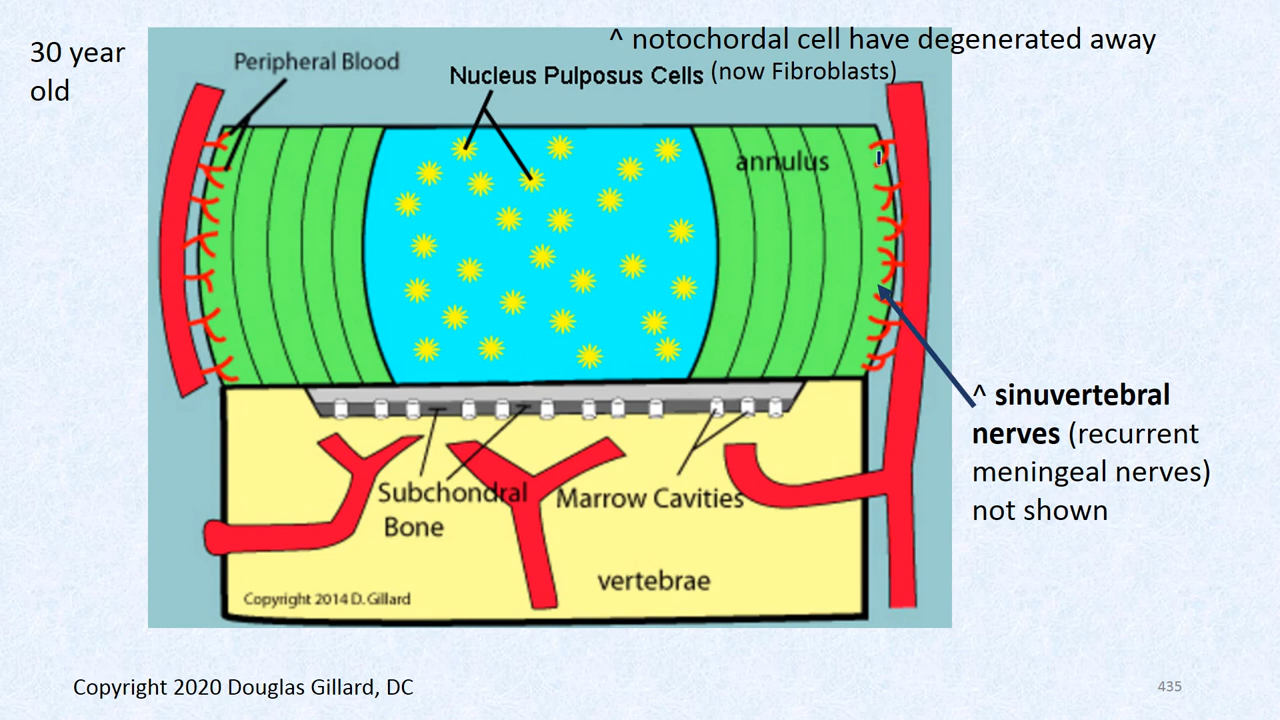 30 year
old
^ notochordal cell have degenerated away
Peripheral Blood
Nucleus Pulposus Cells (now Fibroblasts)
annulus
^ sinuvertebral
nerves (recurrent
meningeal nerves)
not shown
Subchondral
Bone
Marrow Cavities
vertebrae
Copyright 2014 D. Gillard
Copyright 2020 Douglas Gillard, DC
435